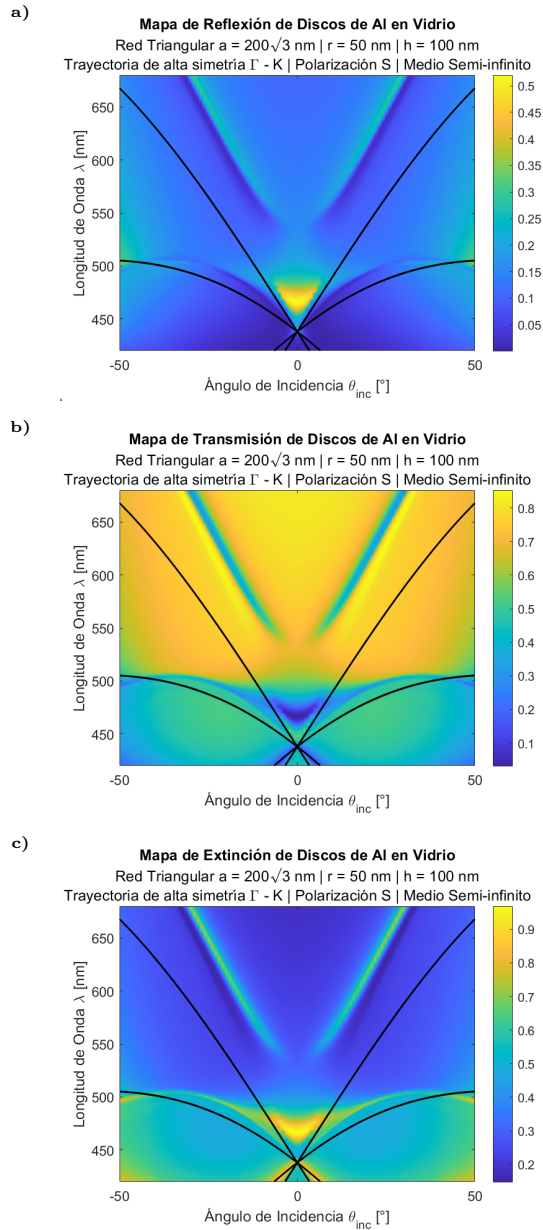 a)
Mapa de Reflexión de Discos de Al en Vidrio
Red Triangular a = 200√3 nm | r = 50 nm | h = 100 nm
Trayectoria de alta simetría Γ - K | Polarización S | Medio Semi-infinito
Longitud de Onda λ [nm]
650
600
550
500
450
-50
0
50
Ángulo de Incidencia θinc [°]
0.5
0.45
0.4
0.35
0.3
0.25
0.2
0.15
0.1
0.05
b)
Mapa de Transmisión de Discos de Al en Vidrio
Red Triangular a = 200√3 nm | r = 50 nm | h = 100 nm
Trayectoria de alta simetría Γ - K | Polarización S | Medio Semi-infinito
Longitud de Onda λ [nm]
650
600
550
500
450
-50
0
50
Ángulo de Incidencia θinc [°]
0.8
0.7
0.6
0.5
0.4
0.3
0.2
0.1
c)
Mapa de Extinción de Discos de Al en Vidrio
Red Triangular a = 200√3 nm | r = 50 nm | h = 100 nm
Trayectoria de alta simetría Γ - K | Polarización S | Medio Semi-infinito
Longitud de Onda λ [nm]
650
600
550
500
450
-50
0
50
Ángulo de Incidencia θinc [°]
0.9
0.8
0.7
0.6
0.5
0.4
0.3
0.2